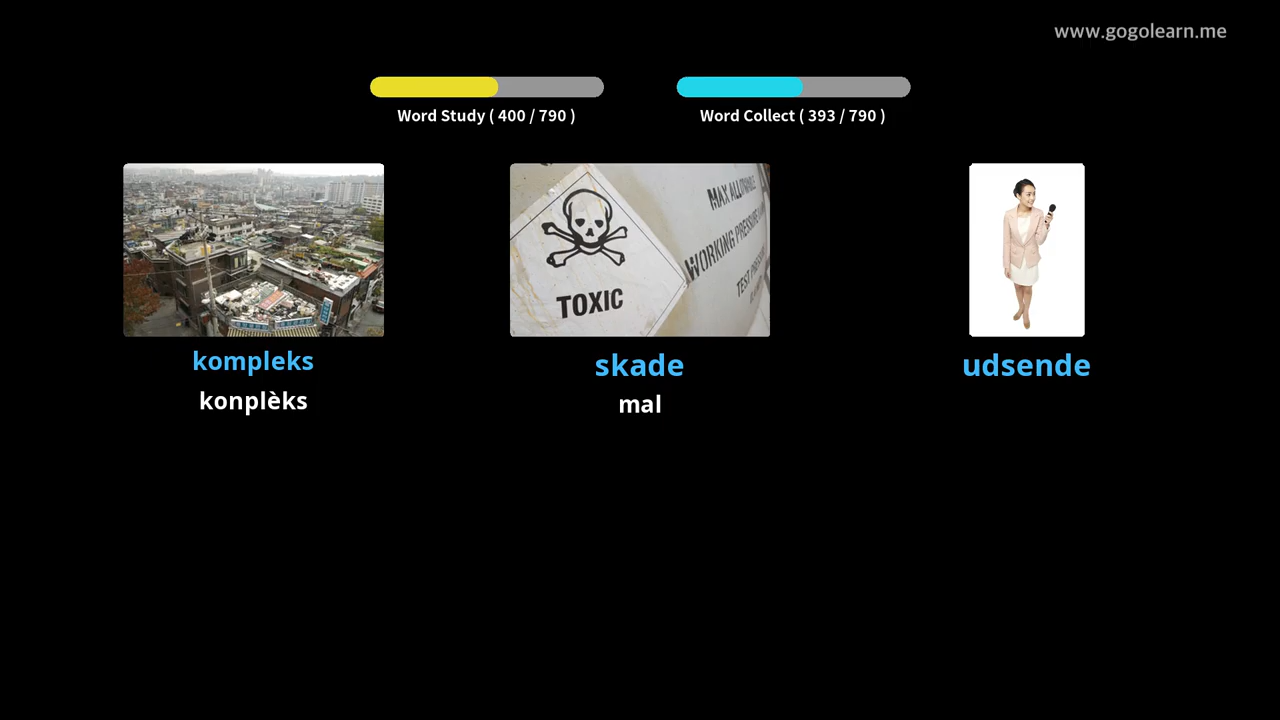 www.gogolearn.me
Word Study ( 400 / 790 )
Word Collect ( 393 / 790 )
MAX ALLOWABLE
WORKING PRESSURE
TEST PRESSURE
TOXIC
kompleks
skade
udsende
konplèks
mal